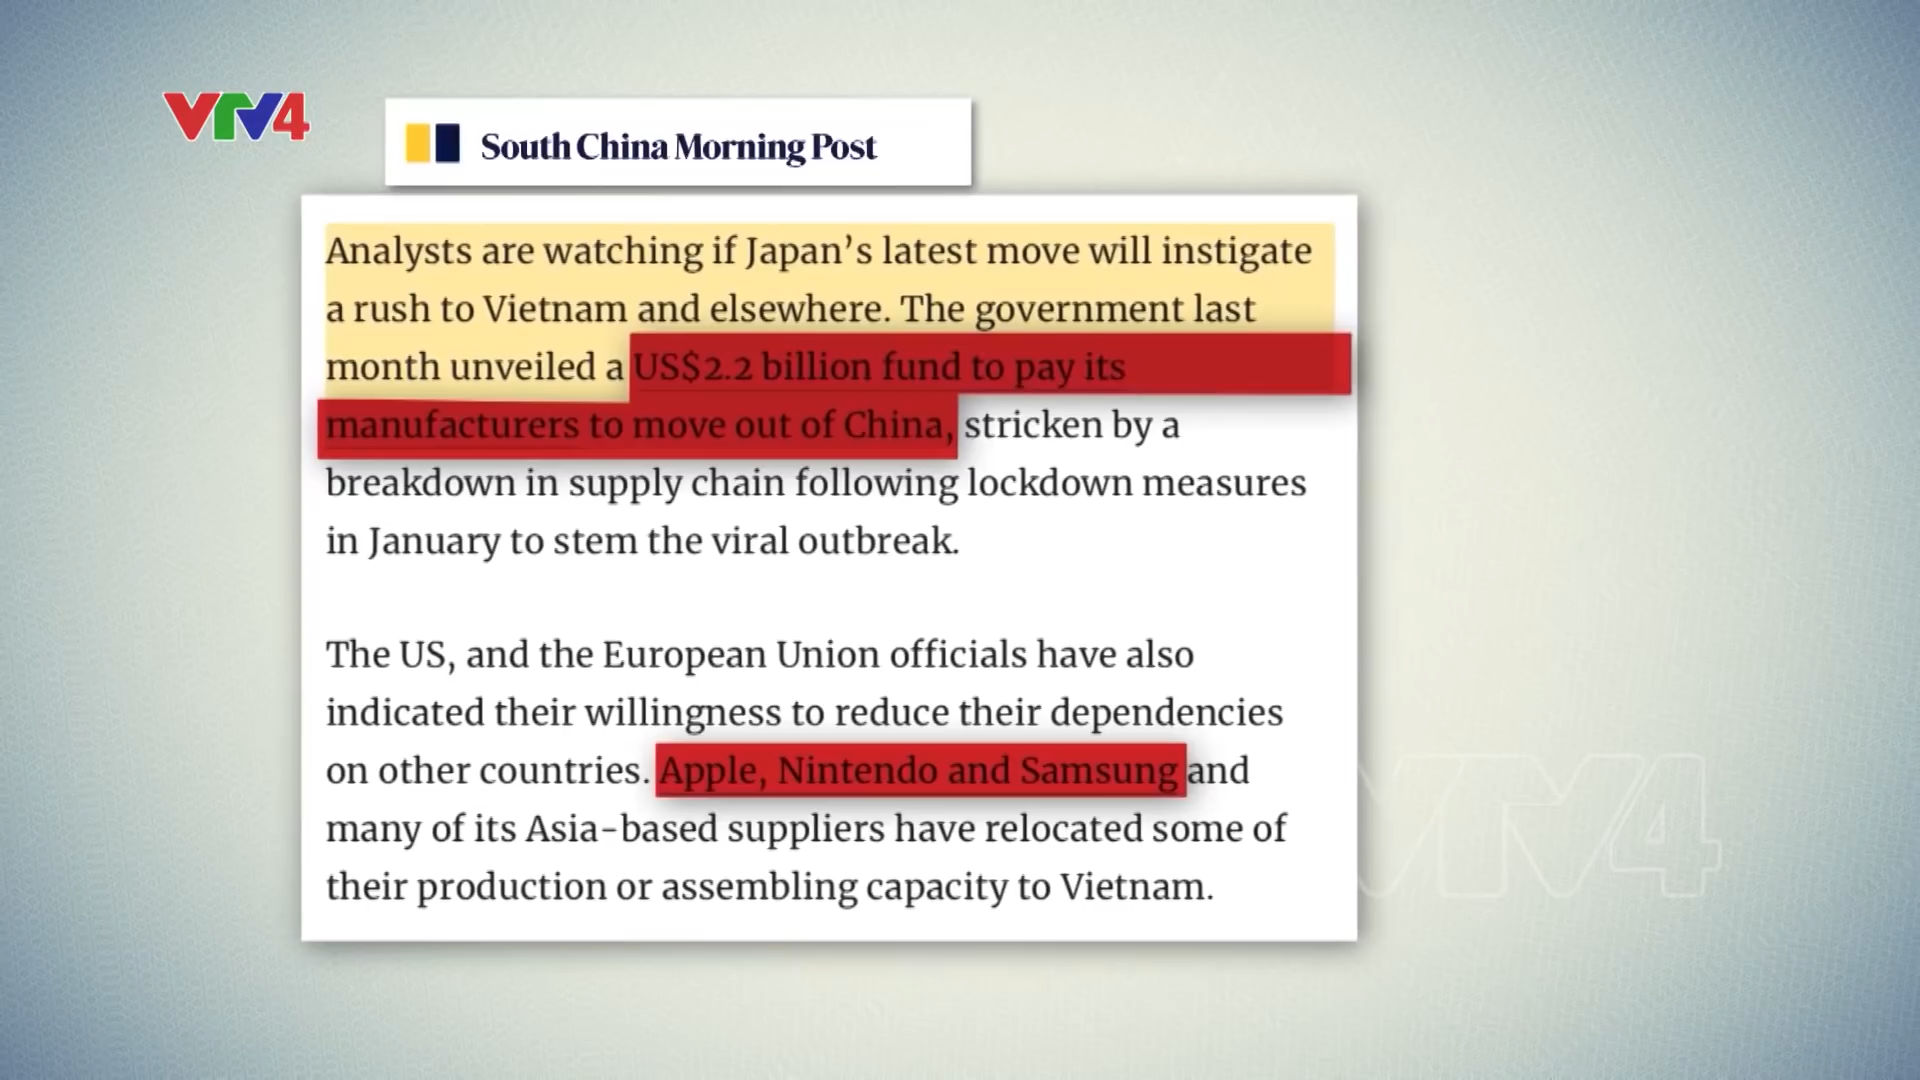 VTV4
South China Morning Post
Analysts are watching if Japan’s latest move will instigate
a rush to Vietnam and elsewhere. The government last
month unveiled a US$2.2 billion fund to pay its
manufacturers to move out of China, stricken by a
breakdown in supply chain following lockdown measures
in January to stem the viral outbreak.
The US, and the European Union officials have also
indicated their willingness to reduce their dependencies
on other countries. Apple, Nintendo and Samsung and
many of its Asia-based suppliers have relocated some of
their production or assembling capacity to Vietnam.
VTV4